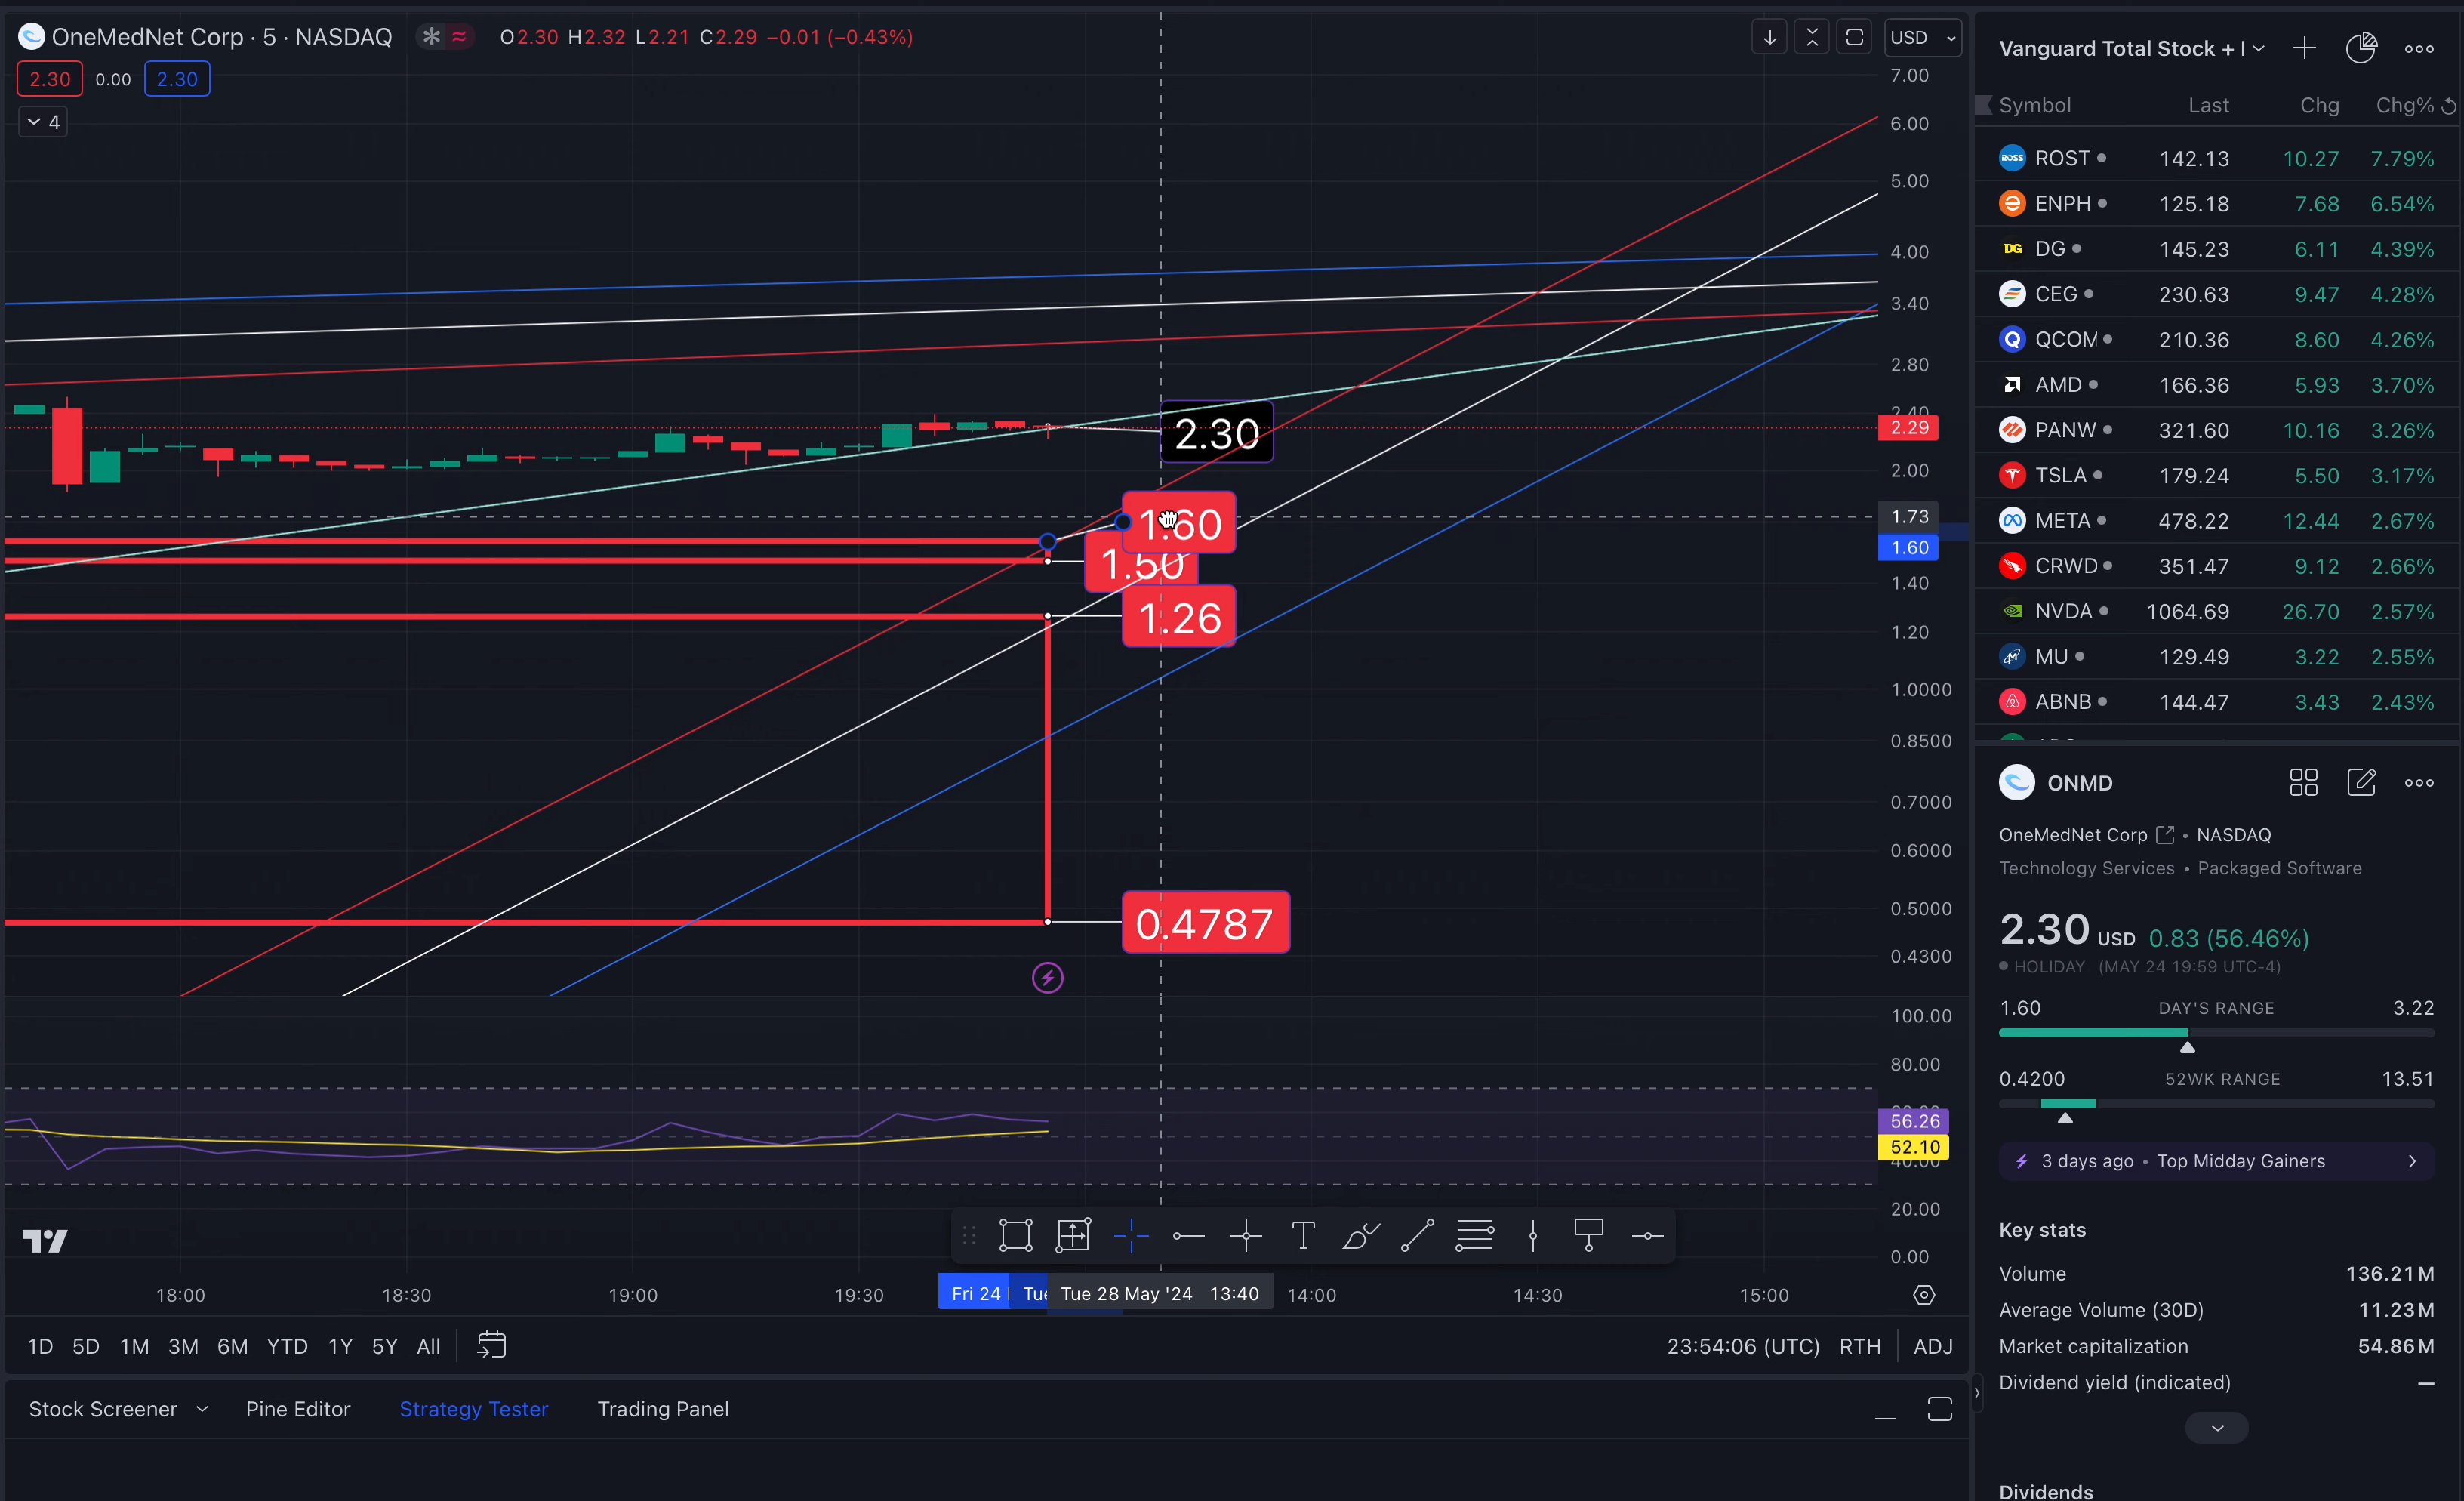 OneMedNet Corp · 5 · NASDAQ O2.30 H2.32 L2.21 C2.29 −0.01 (−0.43%)
2.30 0.00 2.30
4
USD
7.00
6.00
5.00
4.00
3.40
2.80
2.40
2.29
2.00
1.73
1.60
1.40
1.20
1.0000
0.8500
0.7000
0.6000
0.5000
0.4300
2.30
1.60
1.50
1.26
0.4787
100.00
80.00
56.26
52.10
40.00
20.00
0.00
18:00 18:30 19:00 19:30 Fri 24 Tue Tue 28 May '24 13:40 14:00 14:30 15:00
1D 5D 1M 3M 6M YTD 1Y 5Y All 23:54:06 (UTC) RTH ADJ
Stock Screener Pine Editor Strategy Tester Trading Panel
Vanguard Total Stock +
Symbol Last Chg Chg%
ROSS ROST 142.13 10.27 7.79%
ENPH 125.18 7.68 6.54%
DG DG 145.23 6.11 4.39%
CEG 230.63 9.47 4.28%
Q QCOM 210.36 8.60 4.26%
AMD 166.36 5.93 3.70%
PANW 321.60 10.16 3.26%
TSLA 179.24 5.50 3.17%
META 478.22 12.44 2.67%
CRWD 351.47 9.12 2.66%
NVDA 1064.69 26.70 2.57%
MU 129.49 3.22 2.55%
ABNB 144.47 3.43 2.43%
ONMD
OneMedNet Corp • NASDAQ
Technology Services • Packaged Software
2.30 USD 0.83 (56.46%)
HOLIDAY (MAY 24 19:59 UTC-4)
1.60 DAY'S RANGE 3.22
0.4200 52WK RANGE 13.51
3 days ago • Top Midday Gainers
Key stats
Volume 136.21M
Average Volume (30D) 11.23M
Market capitalization 54.86M
Dividend yield (indicated) —
Dividends